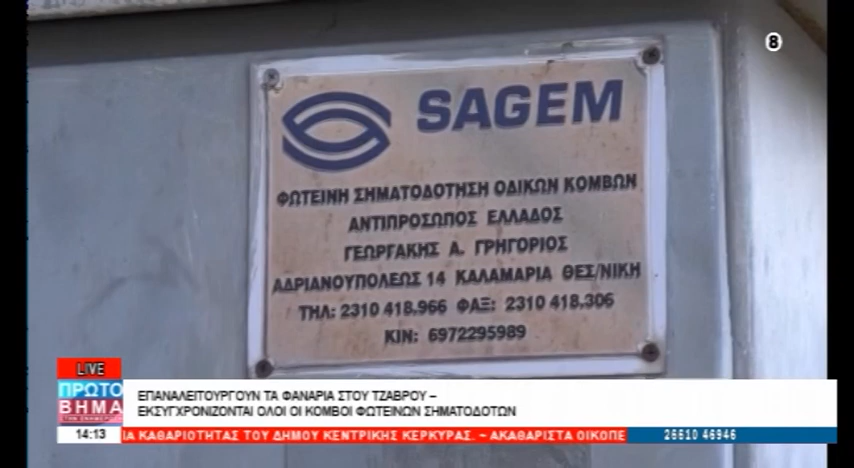 8
SAGEM
ΦΩΤΕΙΝΗ ΣΗΜΑΤΟΔΟΤΗΣΗ ΟΔΙΚΩΝ ΚΟΜΒΩΝ
ΑΝΤΙΠΡΟΣΩΠΟΣ ΕΛΛΑΔΟΣ
ΓΕΩΡΓΑΚΗΣ Α. ΓΡΗΓΟΡΙΟΣ
ΑΔΡΙΑΝΟΥΠΟΛΕΩΣ 14 ΚΑΛΑΜΑΡΙΑ ΘΕΣ/ΝΙΚΗ
ΤΗΛ: 2310 418.966 ΦΑΞ: 2310 418.306
ΚΙΝ: 6972295989
LIVE
ΠΡΩΤΟ
ΒΗΜΑ
ΕΠΑΝΑΛΕΙΤΟΥΡΓΟΥΝ ΤΑ ΦΑΝΑΡΙΑ ΣΤΟΥ ΤΖΑΒΡΟΥ –
ΕΚΣΥΓΧΡΟΝΙΖΟΝΤΑΙ ΟΛΟΙ ΟΙ ΚΟΜΒΟΙ ΦΩΤΕΙΝΩΝ ΣΗΜΑΤΟΔΟΤΩΝ
14:13 ΙΑ ΚΑΘΑΡΙΟΤΗΤΑΣ ΤΟΥ ΔΗΜΟΥ ΚΕΝΤΡΙΚΗΣ ΚΕΡΚΥΡΑΣ. ~ ΑΚΑΘΑΡΙΣΤΑ ΟΙΚΟΠΕ 26610 46946